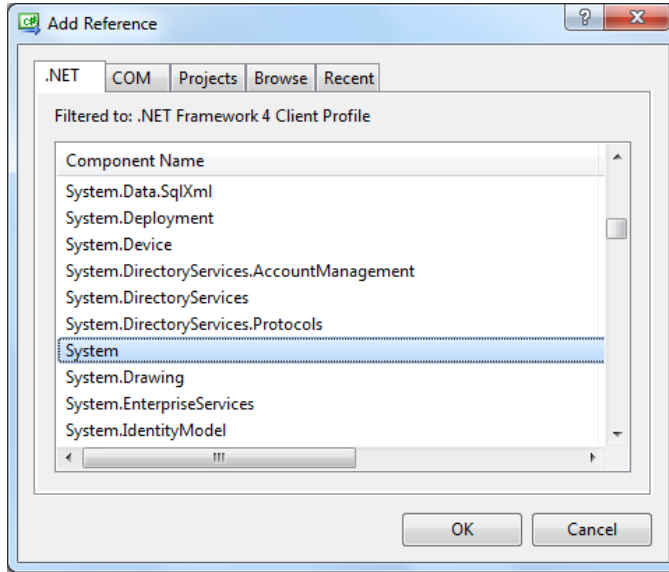 C# Add Reference
.NET COM Projects Browse Recent
Filtered to: .NET Framework 4 Client Profile
Component Name
System.Data.SqlXml
System.Deployment
System.Device
System.DirectoryServices.AccountManagement
System.DirectoryServices
System.DirectoryServices.Protocols
System
System.Drawing
System.EnterpriseServices
System.IdentityModel
OK Cancel